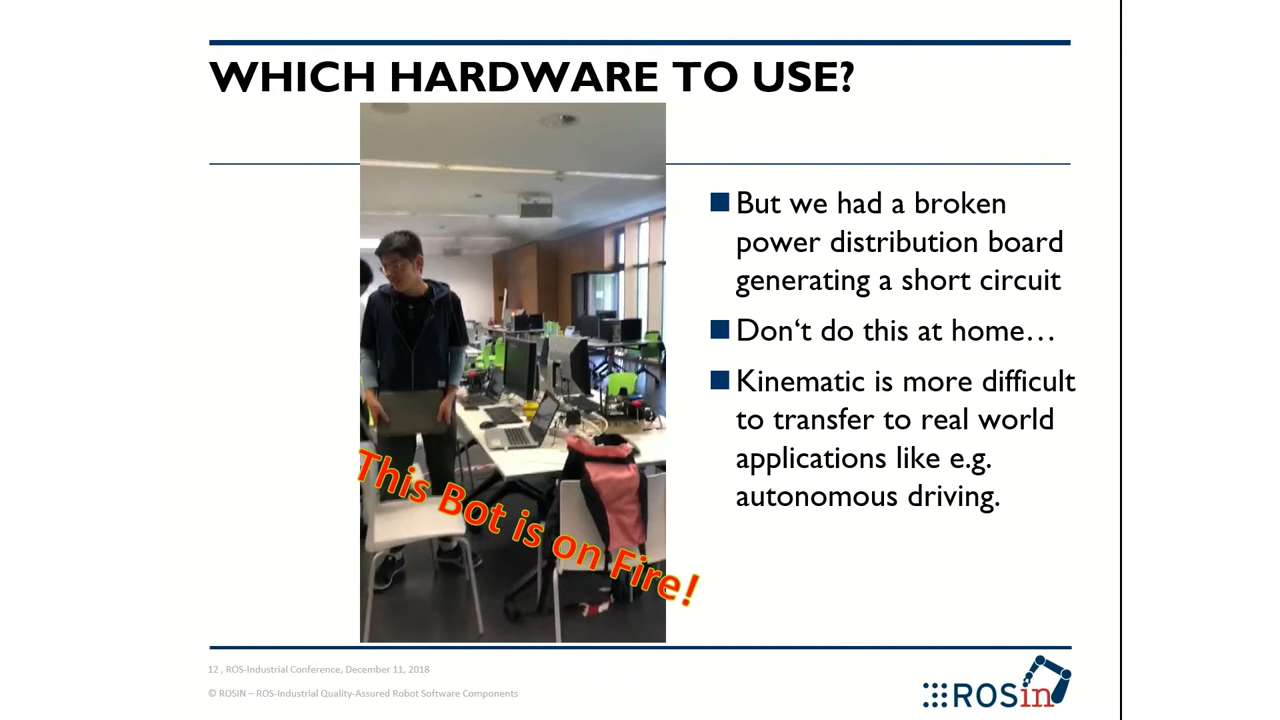 WHICH HARDWARE TO USE?
But we had a broken
power distribution board
generating a short circuit
Don‘t do this at home…
Kinematic is more difficult
to transfer to real world
applications like e.g.
autonomous driving.
This Bot is on Fire!
12 , ROS-Industrial Conference, December 11, 2018
© ROSIN – ROS-Industrial Quality-Assured Robot Software Components
ROSin